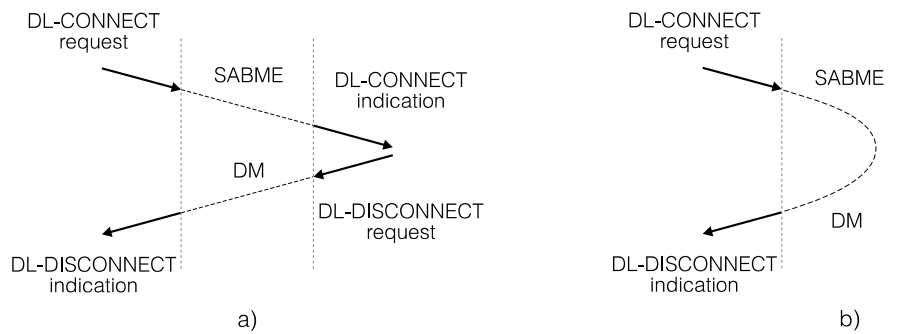 DL-CONNECT
request
SABME
DL-CONNECT
indication
DM
DL-DISCONNECT
request
DL-DISCONNECT
indication
a)
DL-CONNECT
request
SABME
DM
DL-DISCONNECT
indication
b)